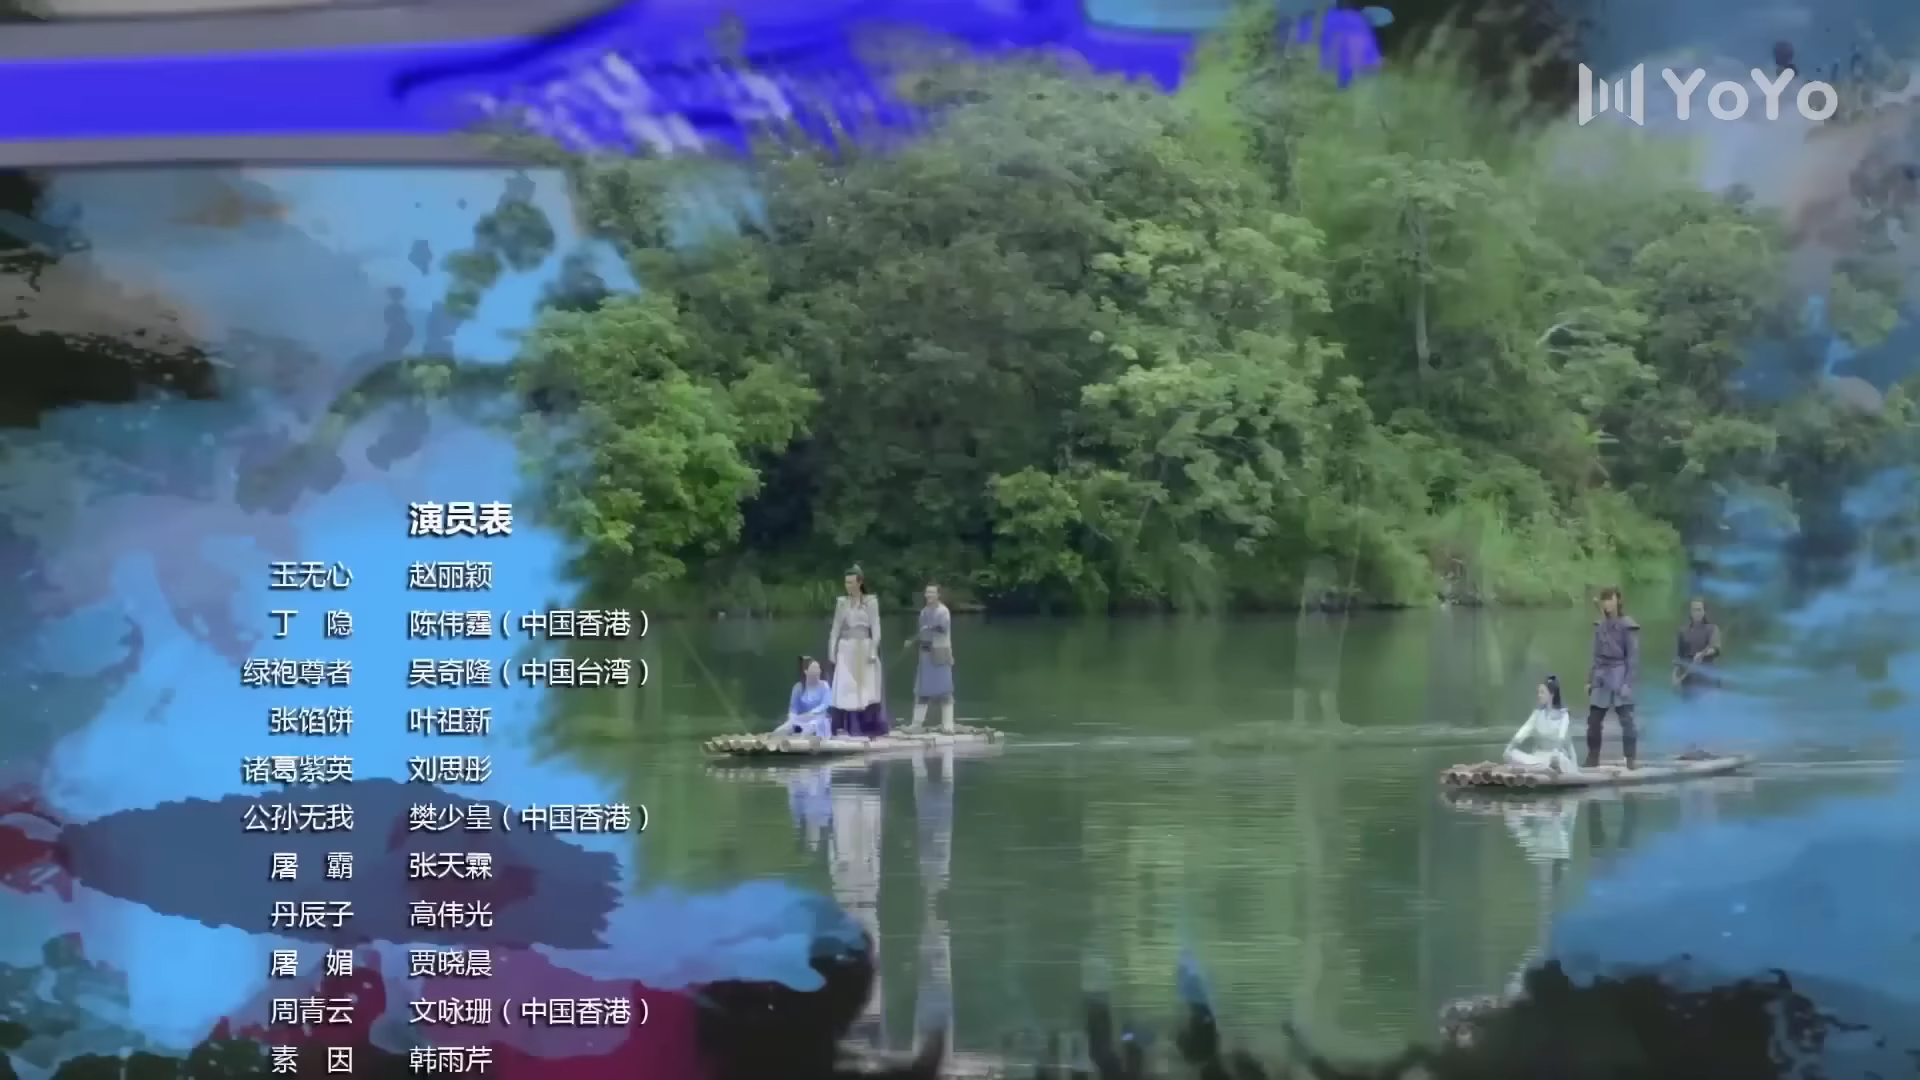 YoYo
演员表
玉无心 赵丽颖
丁 隐 陈伟霆（中国香港）
绿袍尊者 吴奇隆（中国台湾）
张馅饼 叶祖新
诸葛紫英 刘思彤
公孙无我 樊少皇（中国香港）
屠 霸 张天霖
丹辰子 高伟光
屠 媚 贾晓晨
周青云 文咏珊（中国香港）
素 因 韩雨芹